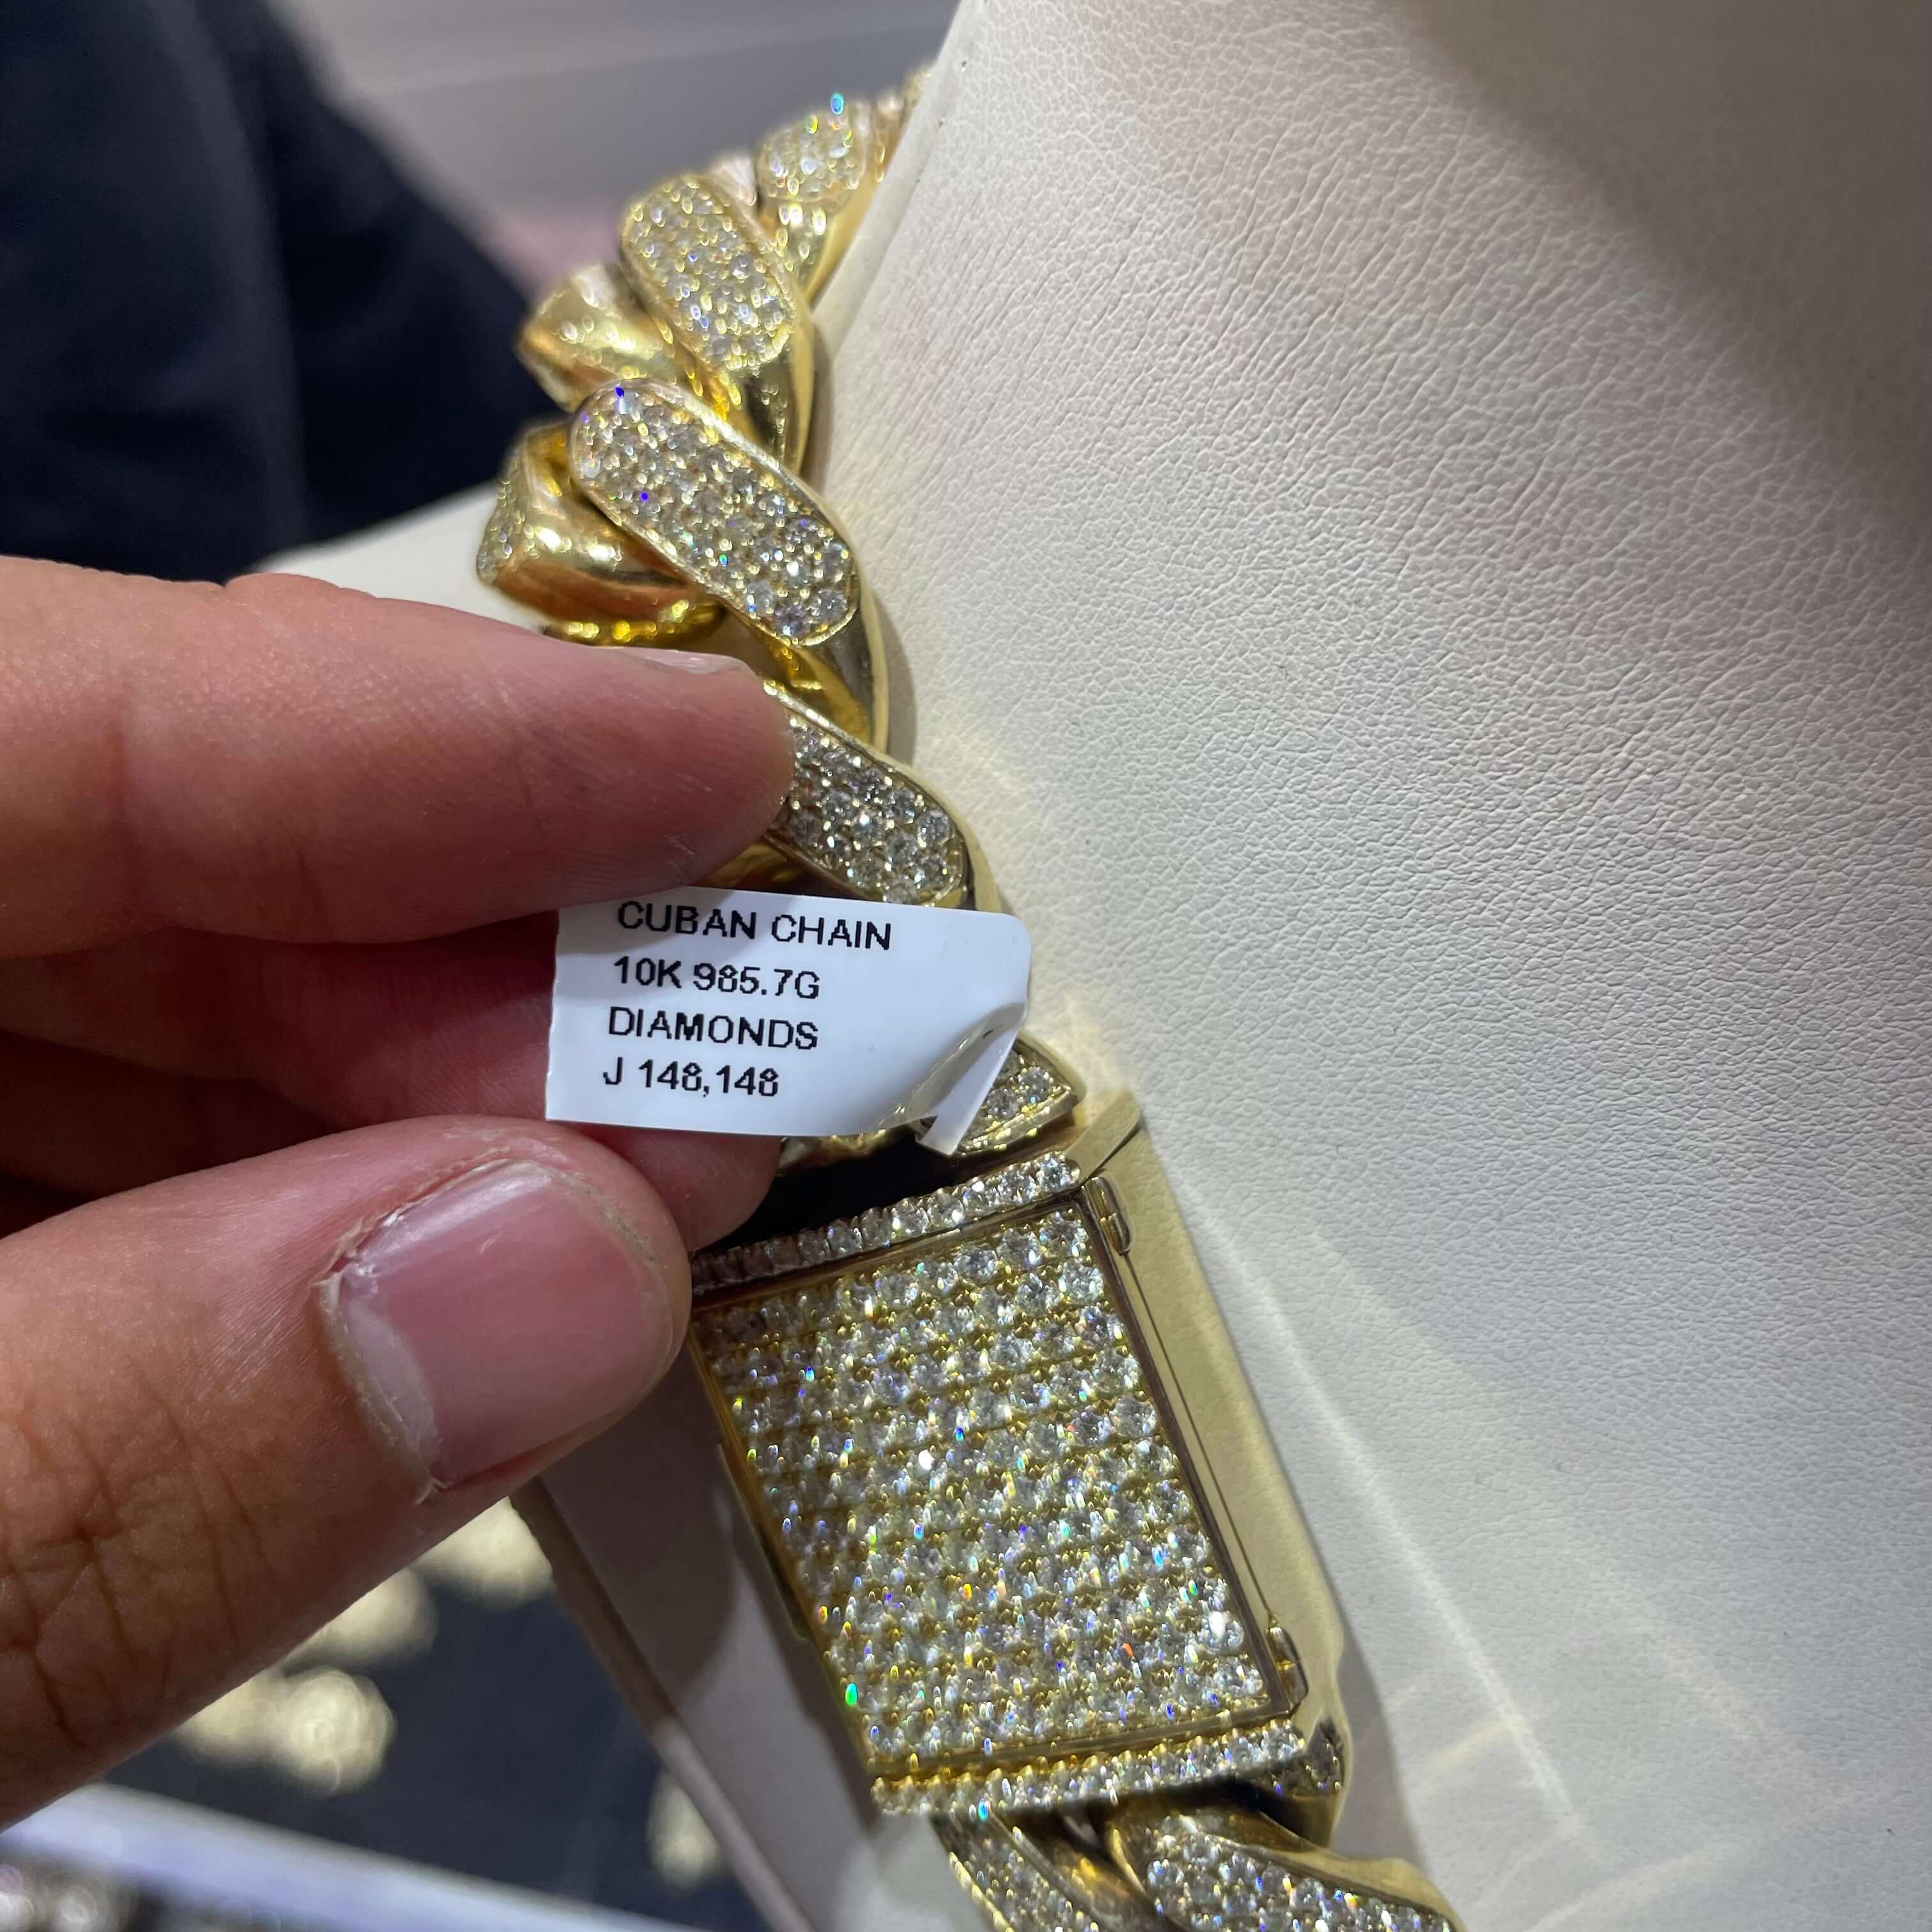 CUBAN CHAIN
10K 985.7G
DIAMONDS
J 148,148